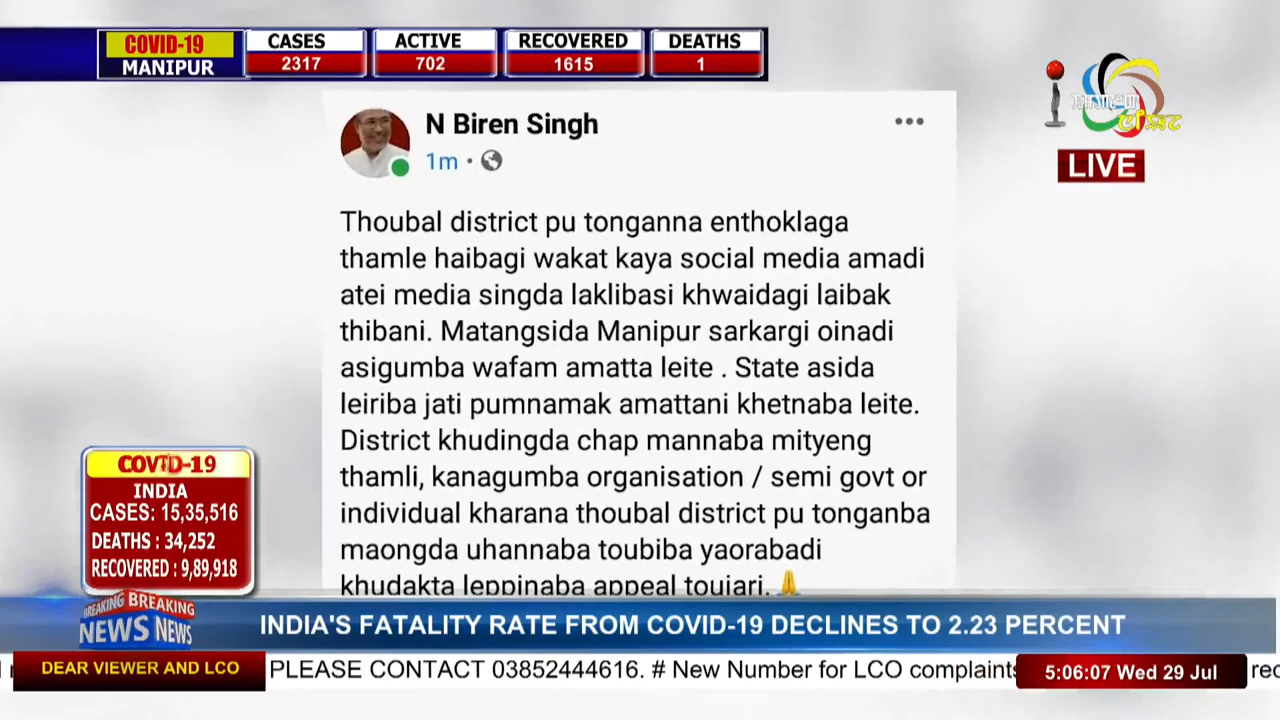 COVID-19
MANIPUR
CASES
2317
ACTIVE
702
RECOVERED
1615
DEATHS
1
LIVE
N Biren Singh
1m
Thoubal district pu tonganna enthoklaga
thamle haibagi wakat kaya social media amadi
atei media singda laklibasi khwaidagi laibak
thibani. Matangsida Manipur sarkargi oinadi
asigumba wafam amatta leite . State asida
leiriba jati pumnamak amattani khetnaba leite.
District khudingda chap mannaba mityeng
thamli, kanagumba organisation / semi govt or
individual kharana thoubal district pu tonganba
maongda uhannaba toubiba yaorabadi
khudakta leppinaba appeal toujari.🙏
COVID-19
INDIA
CASES: 15,35,516
DEATHS : 34,252
RECOVERED : 9,89,918
BREAKING BREAKING
NEWS NEWS
INDIA'S FATALITY RATE FROM COVID-19 DECLINES TO 2.23 PERCENT
DEAR VIEWER AND LCO
PLEASE CONTACT 03852444616. # New Number for LCO complaints
5:06:07 Wed 29 Jul